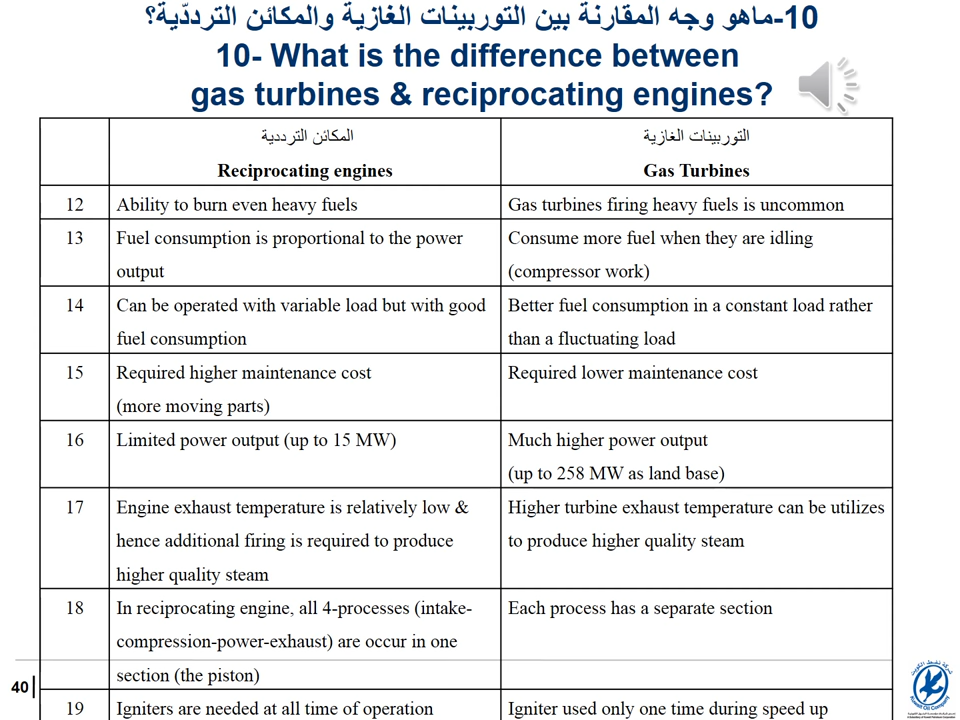 10-ماهو وجه المقارنة بين التوربينات الغازية والمكائن التردديّة؟
10- What is the difference between
gas turbines & reciprocating engines?
المكائن الترددية
Reciprocating engines
التوربينات الغازية
Gas Turbines
12
Ability to burn even heavy fuels
Gas turbines firing heavy fuels is uncommon
13
Fuel consumption is proportional to the power
output
Consume more fuel when they are idling
(compressor work)
14
Can be operated with variable load but with good
fuel consumption
Better fuel consumption in a constant load rather
than a fluctuating load
15
Required higher maintenance cost
(more moving parts)
Required lower maintenance cost
16
Limited power output (up to 15 MW)
Much higher power output
(up to 258 MW as land base)
17
Engine exhaust temperature is relatively low &
hence additional firing is required to produce
higher quality steam
Higher turbine exhaust temperature can be utilizes
to produce higher quality steam
18
In reciprocating engine, all 4-processes (intake-
compression-power-exhaust) are occur in one
section (the piston)
Each process has a separate section
19
Igniters are needed at all time of operation
Igniter used only one time during speed up
40
شركة نفط الكويت
Kuwait Oil Company